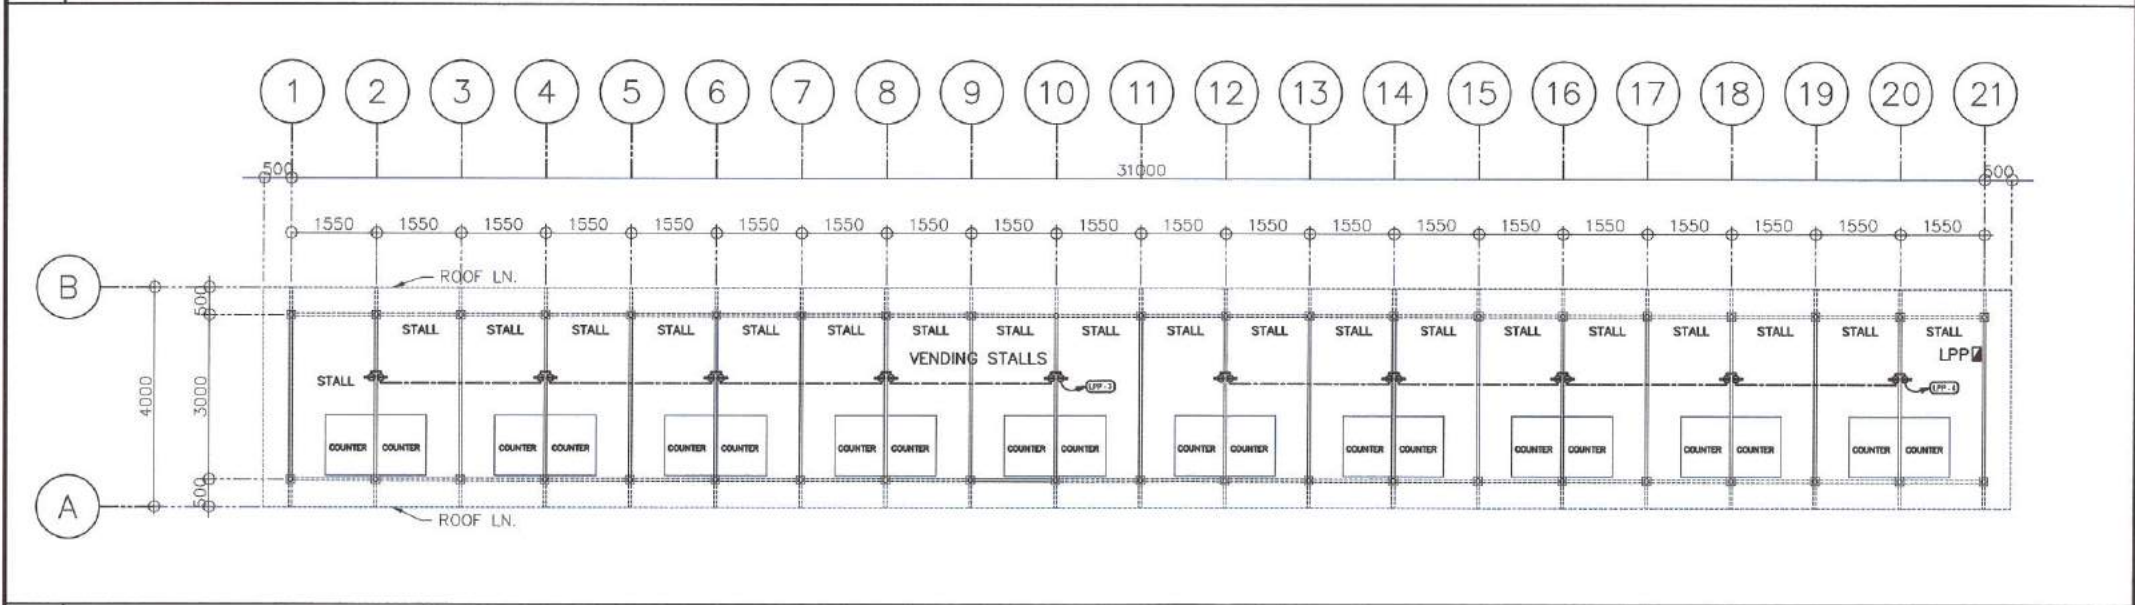 1 2 3 4 5 6 7 8 9 10 11 12 13 14 15 16 17 18 19 20 21
500 31000 500
1550 1550 1550 1550 1550 1550 1550 1550 1550 1550 1550 1550 1550 1550 1550 1550 1550 1550 1550 1550
B
ROOF LN.
500
STALL STALL STALL STALL STALL STALL STALL STALL STALL STALL STALL STALL STALL STALL STALL STALL STALL STALL STALL
VENDING STALLS
LPP
STALL
LPP-3
LPP-4
4000
3000
COUNTER COUNTER COUNTER COUNTER COUNTER COUNTER COUNTER COUNTER COUNTER COUNTER COUNTER COUNTER COUNTER COUNTER COUNTER COUNTER COUNTER COUNTER COUNTER COUNTER
500
A
ROOF LN.